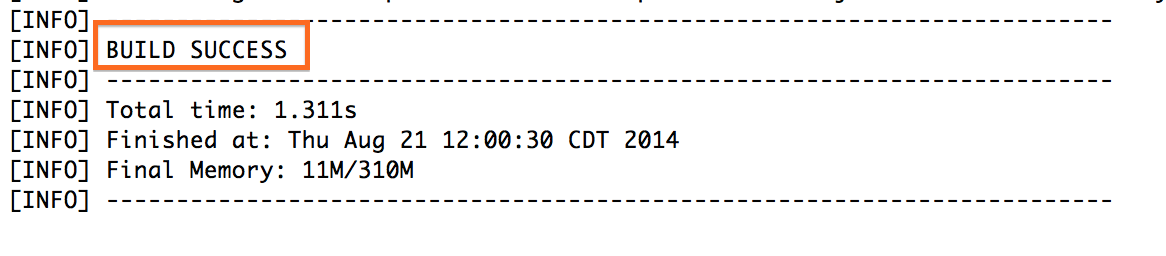 [INFO] ------------------------------------------------------------------------
[INFO] BUILD SUCCESS
[INFO] ------------------------------------------------------------------------
[INFO] Total time: 1.311s
[INFO] Finished at: Thu Aug 21 12:00:30 CDT 2014
[INFO] Final Memory: 11M/310M
[INFO] ------------------------------------------------------------------------